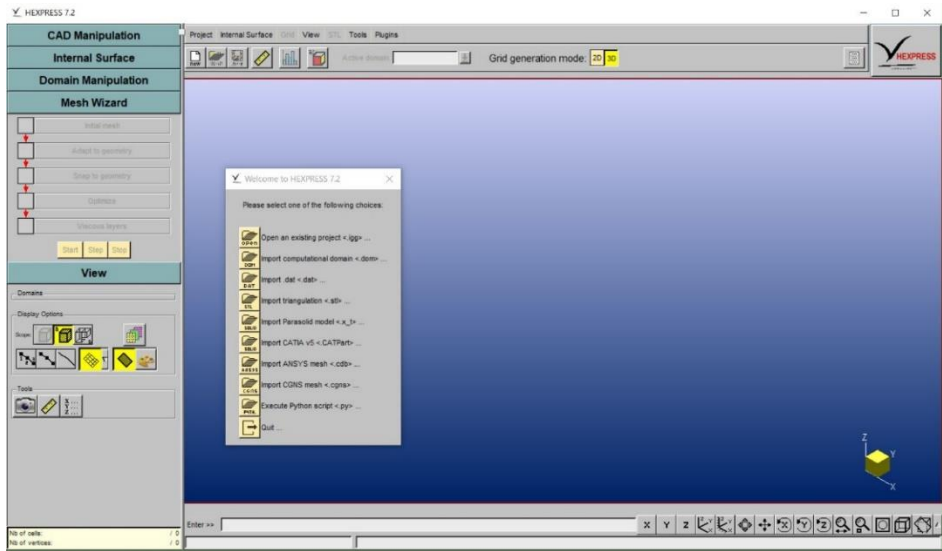 HEXPRESS 7.2
CAD Manipulation
Internal Surface
Domain Manipulation
Mesh Wizard
Initial mesh
Adapt to geometry
Snap to geometry
Optimize
Viscous layers
Start Step Stop
View
Domains
Display Options
Scope:
Tools
Nb of cells: / 0
Nb of vertices: / 0
Project Internal Surface Grid View STL Tools Plugins
Active domain: Grid generation mode: 2D 3D
HEXPRESS
Welcome to HEXPRESS 7.2
Please select one of the following choices:
Open an existing project <.igg> ...
Import computational domain <.dom> ...
Import .dat <.dat> ...
Import triangulation <.stl> ...
Import Parasolid model <.x_t> ...
Import CATIA v5 <.CATPart> ...
Import ANSYS mesh <.cdb> ...
Import CGNS mesh <.cgns> ...
Execute Python script <.py> ...
Quit ...
Z
Y
X
Enter >>
X Y Z